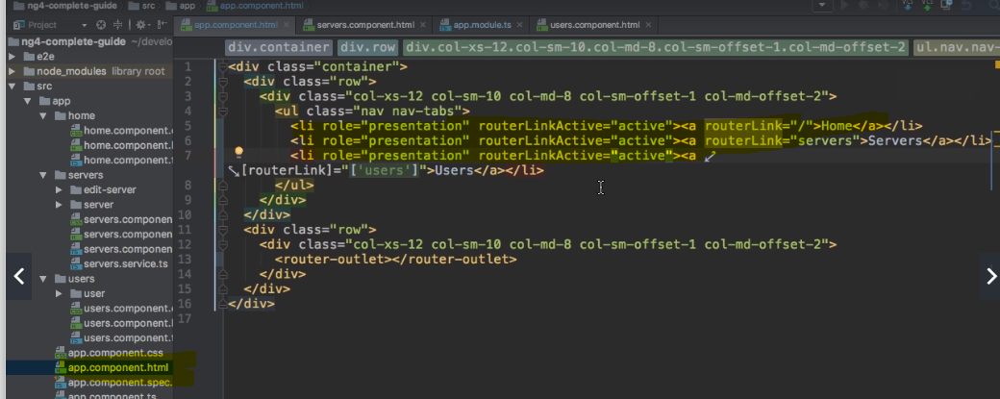 ng4-complete-guide src app app.component.html
Project
app.component.html servers.component.html app.module.ts users.component.html
ng4-complete-guide ~/develo
e2e
node_modules library root
src
app
home
home.component.
home.component.
home.component.
servers
edit-server
server
servers.component
servers.component
servers.component
servers.service.ts
users
user
users.component.
users.component.
users.component.
app.component.css
app.component.html
app.component.spec.
app.component.ts
div.container div.row div.col-xs-12.col-sm-10.col-md-8.col-sm-offset-1.col-md-offset-2 ul.nav.nav-
1 <div class="container">
2 <div class="row">
3 <div class="col-xs-12 col-sm-10 col-md-8 col-sm-offset-1 col-md-offset-2">
4 <ul class="nav nav-tabs">
5 <li role="presentation" routerLinkActive="active"><a routerLink="/">Home</a></li>
6 <li role="presentation" routerLinkActive="active"><a routerLink="servers">Servers</a></li>
7 <li role="presentation" routerLinkActive="active"><a
[routerLink]="['users']">Users</a></li>
8 </ul>
9 </div>
10 </div>
11 <div class="row">
12 <div class="col-xs-12 col-sm-10 col-md-8 col-sm-offset-1 col-md-offset-2">
13 <router-outlet></router-outlet>
14 </div>
15 </div>
16 </div>
17